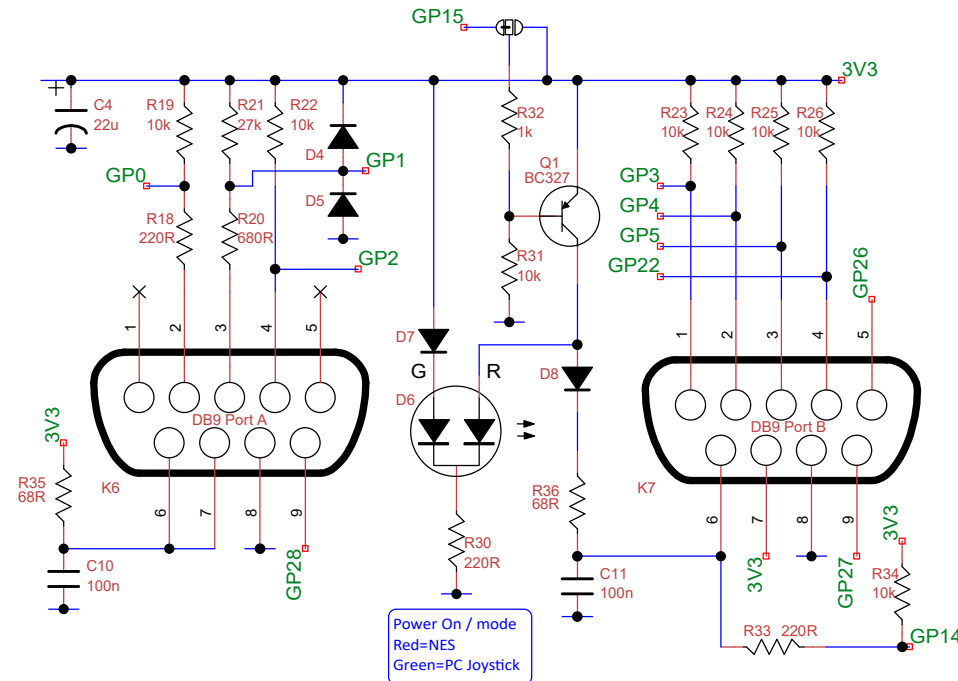 GP15
3V3
+
C4
22u
R19
10k
R21
27k
R22
10k
D4
GP1
D5
GP0
R18
220R
R20
680R
GP2
R32
1k
Q1
BC327
R31
10k
R23
10k
R24
10k
R25
10k
R26
10k
GP3
GP4
GP5
GP22
GP26
1
2
3
4
5
D7
G
R
D6
D8
1
2
3
4
5
DB9 Port A
DB9 Port B
3V3
R35
68R
K6
6
7
8
9
GP28
C10
100n
R30
220R
R36
68R
C11
100n
K7
6
7
8
9
3V3
GP27
3V3
R34
10k
R33 220R
GP14
Power On / mode
Red=NES
Green=PC Joystick